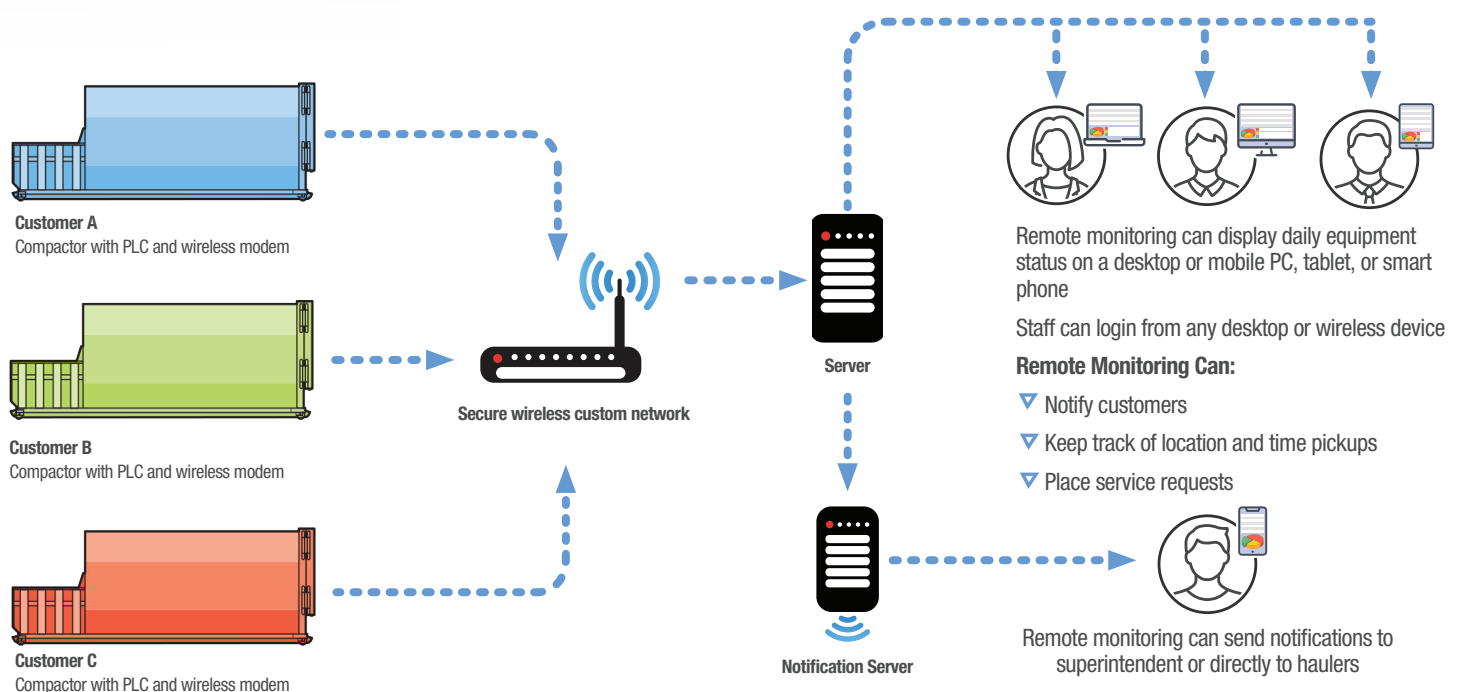 Customer A
Compactor with PLC and wireless modem
Customer B
Compactor with PLC and wireless modem
Customer C
Compactor with PLC and wireless modem
Secure wireless custom network
Server
Notification Server
Remote monitoring can display daily equipment
status on a desktop or mobile PC, tablet, or smart
phone
Staff can login from any desktop or wireless device
Remote Monitoring Can:
Notify customers
Keep track of location and time pickups
Place service requests
Remote monitoring can send notifications to
superintendent or directly to haulers